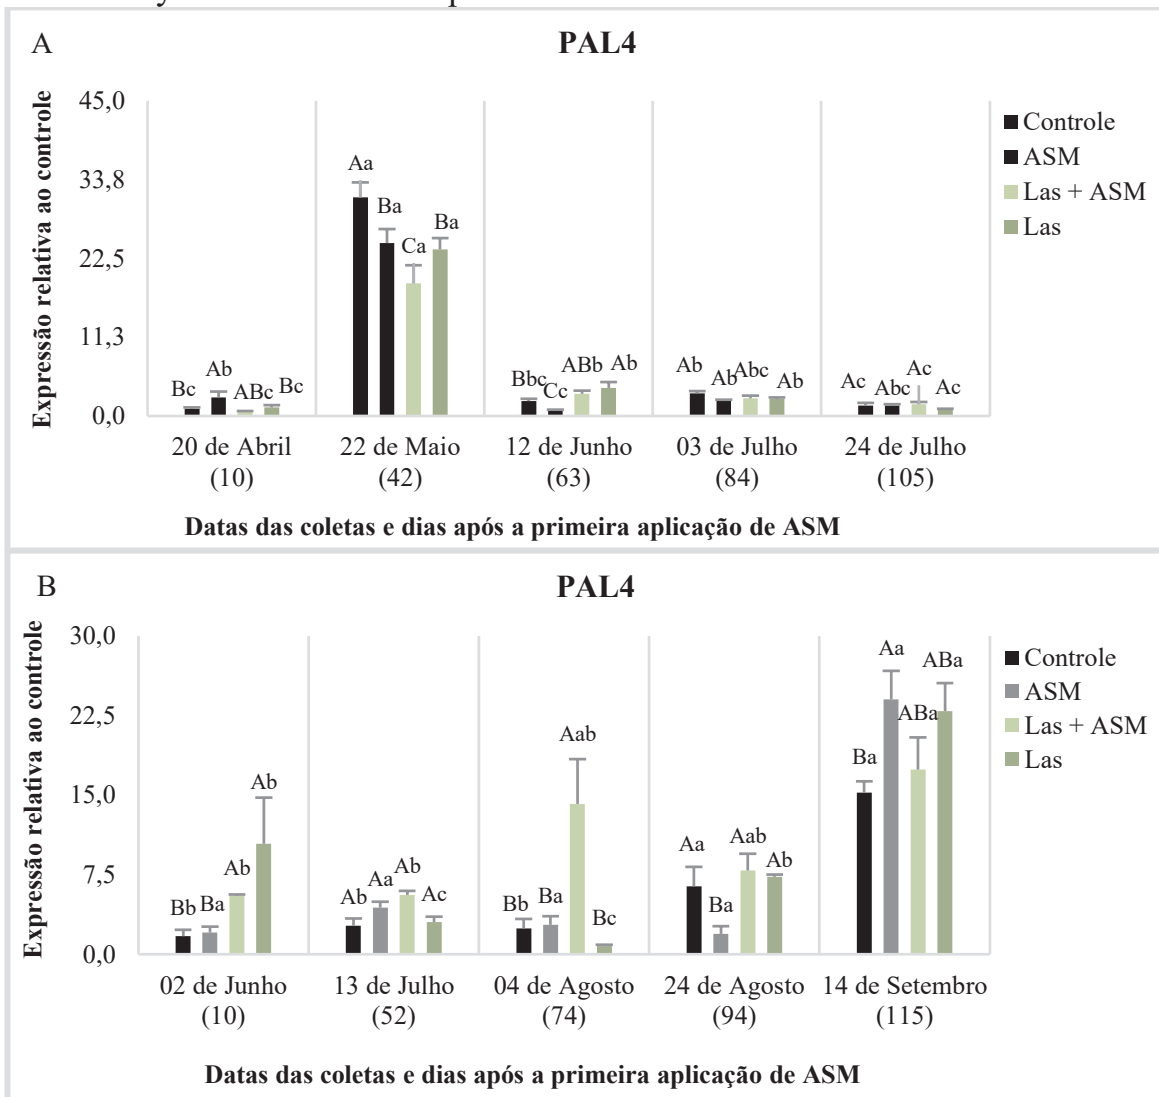 A
PAL4
Expressão relativa ao controle
45,0
33,8
22,5
11,3
0,0
Bc
Ab
ABc
Bc
Aa
Ba
Ca
Ba
Bbc
Cc
ABb
Ab
Ab
Ab
Abc
Ab
Ac
Abc
Ac
Ac
Controle
ASM
Las + ASM
Las
20 de Abril
(10)
22 de Maio
(42)
12 de Junho
(63)
03 de Julho
(84)
24 de Julho
(105)
Datas das coletas e dias após a primeira aplicação de ASM
B
PAL4
Expressão relativa ao controle
30,0
22,5
15,0
7,5
0,0
Bb
Ba
Ab
Ab
Ab
Aa
Ab
Ac
Bb
Ba
Aab
Bc
Aa
Ba
Aab
Ab
Ba
Aa
ABa
ABa
Controle
ASM
Las + ASM
Las
02 de Junho
(10)
13 de Julho
(52)
04 de Agosto
(74)
24 de Agosto
(94)
14 de Setembro
(115)
Datas das coletas e dias após a primeira aplicação de ASM